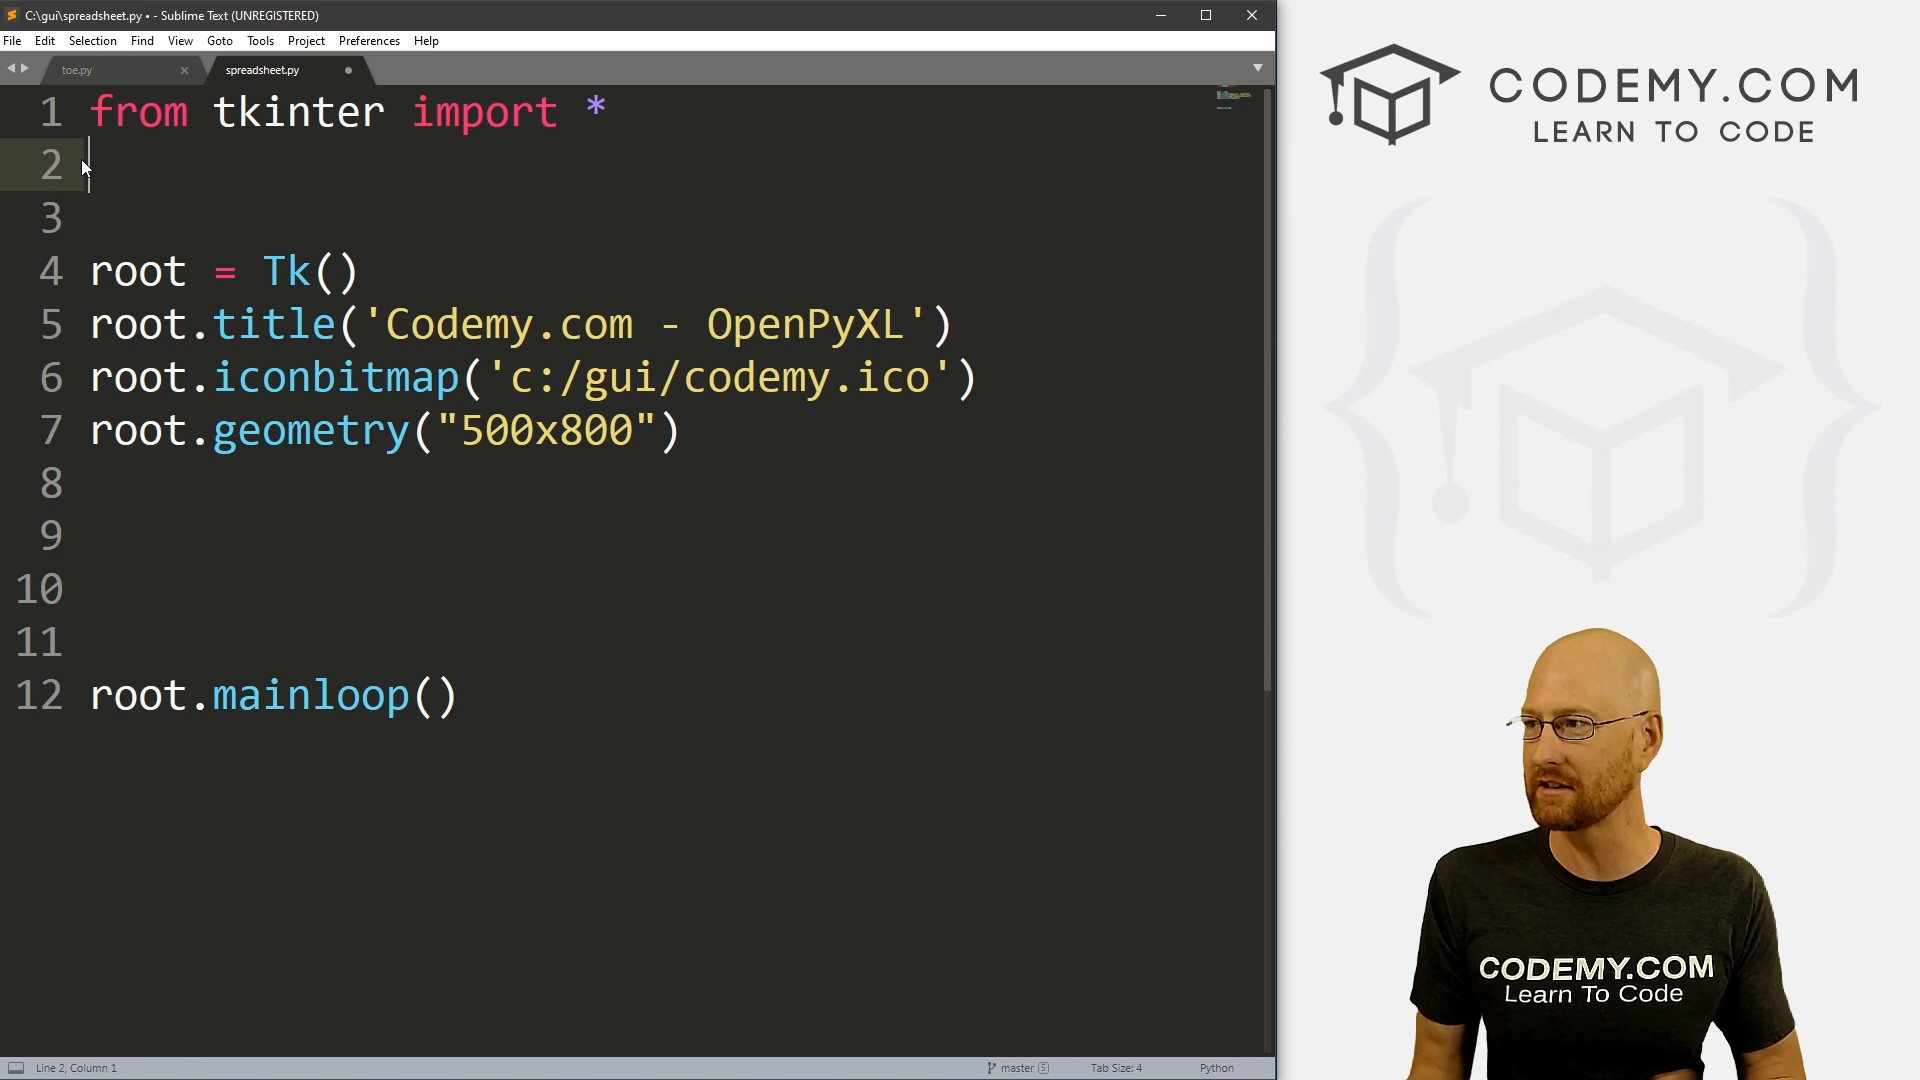 C:\gui\spreadsheet.py • - Sublime Text (UNREGISTERED)
File Edit Selection Find View Goto Tools Project Preferences Help
toe.py spreadsheet.py
1 from tkinter import *
2
3
4 root = Tk()
5 root.title('Codemy.com - OpenPyXL')
6 root.iconbitmap('c:/gui/codemy.ico')
7 root.geometry("500x800")
8
9
10
11
12 root.mainloop()
Line 2, Column 1 master 5 Tab Size: 4 Python
CODEMY.COM
LEARN TO CODE
CODEMY.COM
Learn To Code